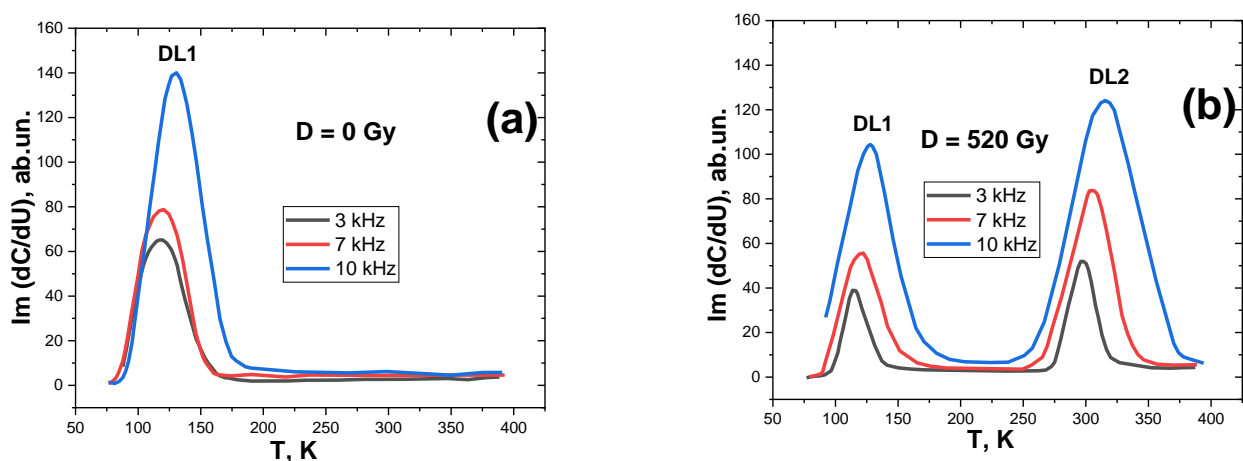 160
140
120
100
80
60
40
20
0
Im (dC/dU), ab.un.
DL1
(a)
D = 0 Gy
3 kHz
7 kHz
10 kHz
50 100 150 200 250 300 350 400
T, K
160
140
120
100
80
60
40
20
0
Im (dC/dU), ab.un.
DL2
(b)
DL1
D = 520 Gy
3 kHz
7 kHz
10 kHz
50 100 150 200 250 300 350 400
T, K